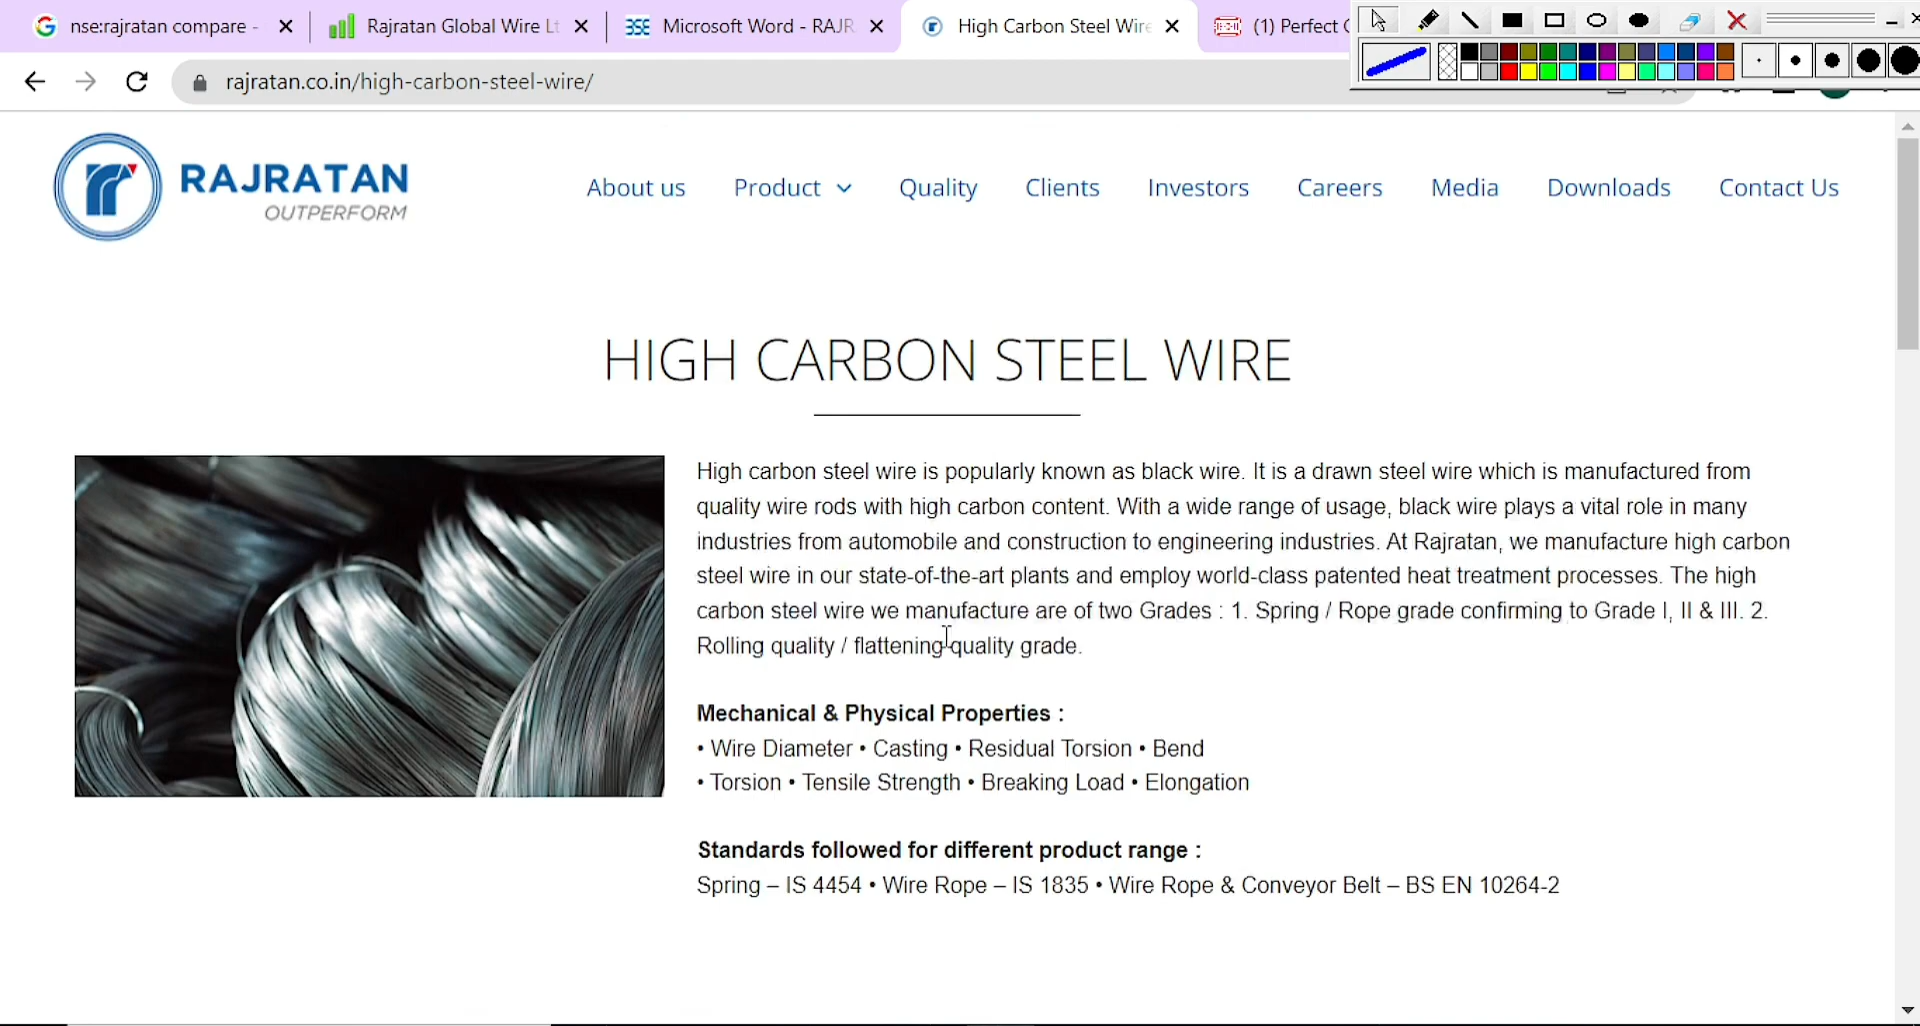 nse:rajratan compare -
Rajratan Global Wire Lt
Microsoft Word - RAJR
High Carbon Steel Wire
(1) Perfect
rajratan.co.in/high-carbon-steel-wire/
RAJRATAN
OUTPERFORM
About us
Product
Quality
Clients
Investors
Careers
Media
Downloads
Contact Us
HIGH CARBON STEEL WIRE
High carbon steel wire is popularly known as black wire. It is a drawn steel wire which is manufactured from
quality wire rods with high carbon content. With a wide range of usage, black wire plays a vital role in many
industries from automobile and construction to engineering industries. At Rajratan, we manufacture high carbon
steel wire in our state-of-the-art plants and employ world-class patented heat treatment processes. The high
carbon steel wire we manufacture are of two Grades : 1. Spring / Rope grade confirming to Grade I, II & III. 2.
Rolling quality / flattening quality grade.
Mechanical & Physical Properties :
• Wire Diameter • Casting • Residual Torsion • Bend
• Torsion • Tensile Strength • Breaking Load • Elongation
Standards followed for different product range :
Spring – IS 4454 • Wire Rope – IS 1835 • Wire Rope & Conveyor Belt – BS EN 10264-2